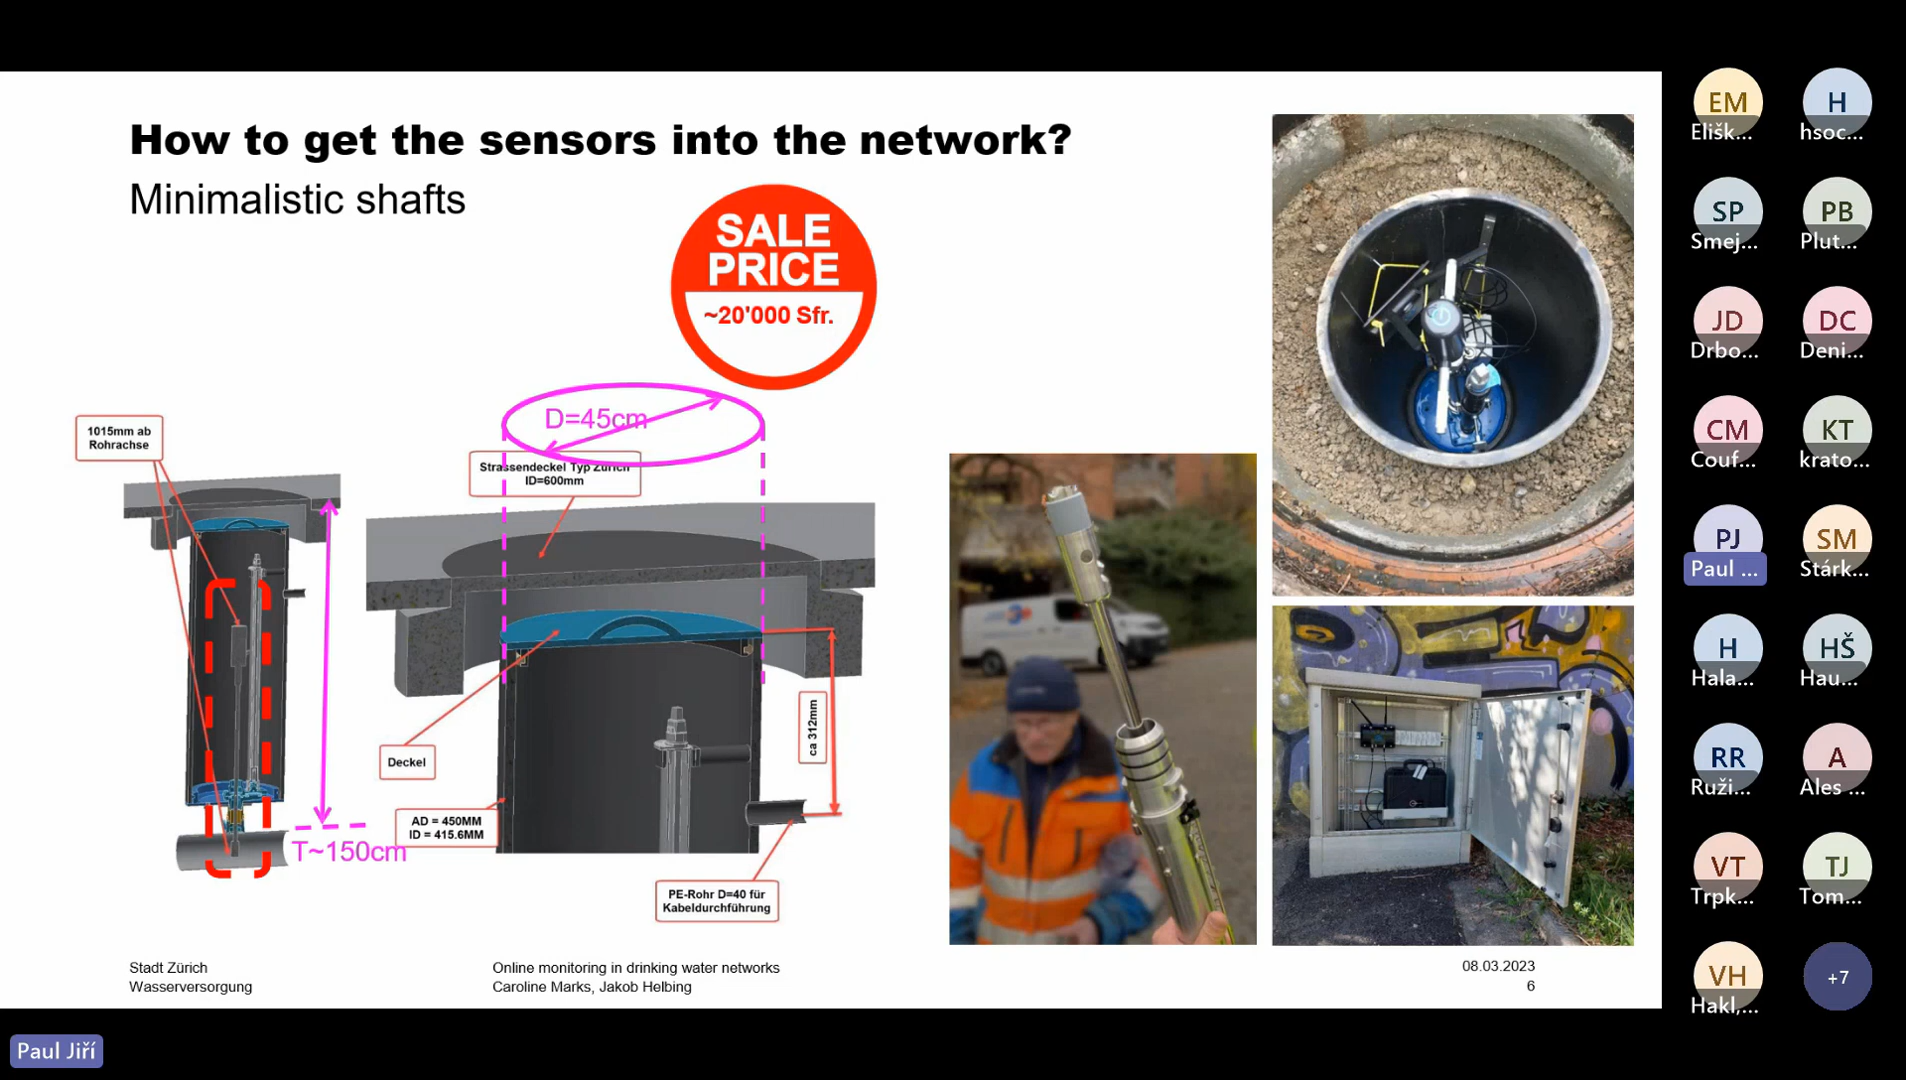 How to get the sensors into the network?
Minimalistic shafts
SALE
PRICE
~20'000 Sfr.
D=45cm
1015mm ab
Rohrachse
Strassendeckel Typ Zürich
ID=600mm
ca 312mm
Deckel
AD = 450MM
ID = 415.6MM
T~150cm
PE-Rohr D=40 für
Kabeldurchführung
Stadt Zürich
Wasserversorgung
Online monitoring in drinking water networks
Caroline Marks, Jakob Helbing
08.03.2023
6
EM
Elišk...
H
hsoc...
SP
Smej...
PB
Plut...
JD
Drbo...
DC
Deni...
CM
Couf...
KT
krato...
PJ
Paul ...
SM
Stárk...
H
Hala...
HŠ
Hau...
RR
Ruži...
A
Ales ...
VT
Trpk...
TJ
Tom...
VH
Hakl,...
+7
Paul Jiří